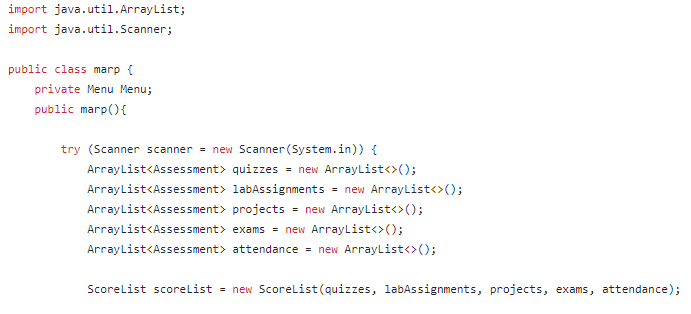 import java.util.ArrayList;
import java.util.Scanner;
public class marp {
private Menu Menu;
public marp(){
try (Scanner scanner = new Scanner(System.in)) {
ArrayList<Assessment> quizzes = new ArrayList<>();
ArrayList<Assessment> labAssignments = new ArrayList<>();
ArrayList<Assessment> projects = new ArrayList<>();
ArrayList<Assessment> exams = new ArrayList<>();
ArrayList<Assessment> attendance = new ArrayList<>();
ScoreList scoreList = new ScoreList(quizzes, labAssignments, projects, exams, attendance);